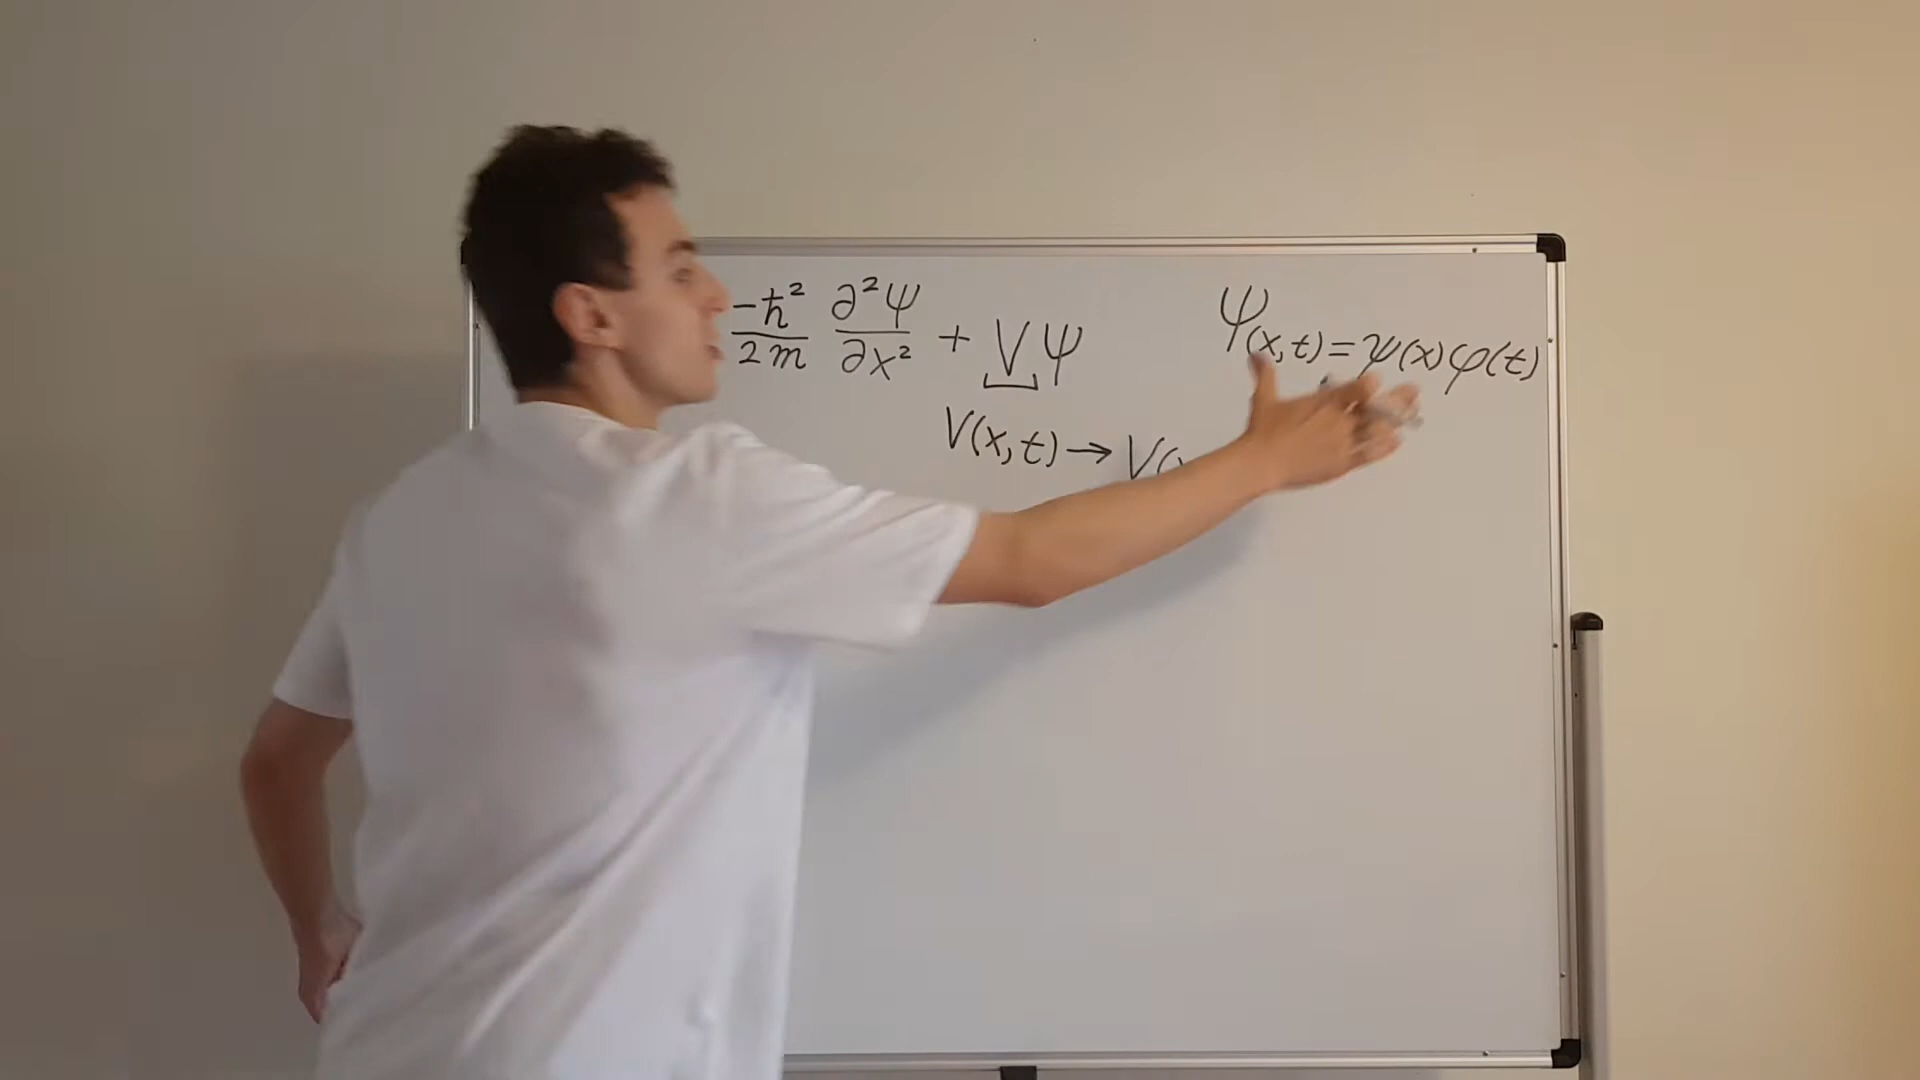 -ħ²/2m ∂²Ψ/∂x² + VΨ
Ψ(x,t)=ψ(x)φ(t)
V(x,t)→V(